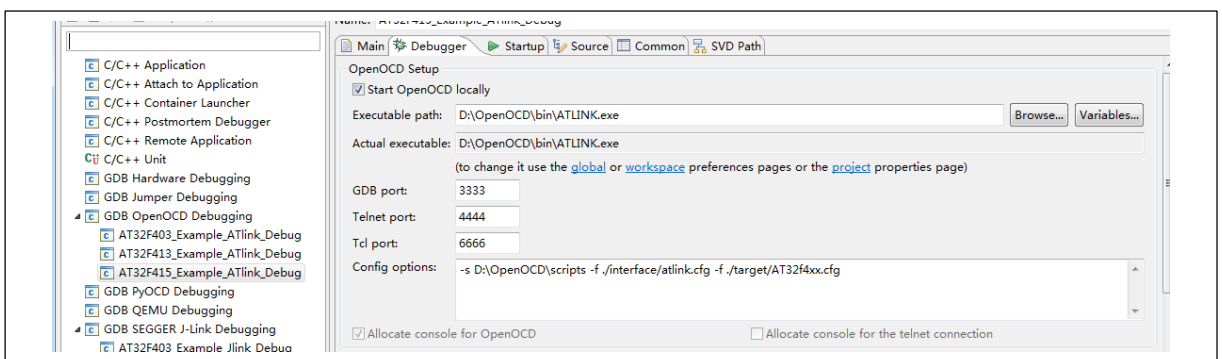 Name: AT32F415_Example_ATlink_Debug
Main Debugger Startup Source Common SVD Path
C/C++ Application
C/C++ Attach to Application
C/C++ Container Launcher
C/C++ Postmortem Debugger
C/C++ Remote Application
C/C++ Unit
GDB Hardware Debugging
GDB Jumper Debugging
GDB OpenOCD Debugging
AT32F403_Example_ATlink_Debug
AT32F413_Example_ATlink_Debug
AT32F415_Example_ATlink_Debug
GDB PyOCD Debugging
GDB QEMU Debugging
GDB SEGGER J-Link Debugging
AT32F403_Example_Jlink_Debug
OpenOCD Setup
Start OpenOCD locally
Executable path: D:\OpenOCD\bin\ATLINK.exe Browse... Variables...
Actual executable: D:\OpenOCD\bin\ATLINK.exe
(to change it use the global or workspace preferences pages or the project properties page)
GDB port: 3333
Telnet port: 4444
Tcl port: 6666
Config options: -s D:\OpenOCD\scripts -f ./interface/atlink.cfg -f ./target/AT32f4xx.cfg
Allocate console for OpenOCD Allocate console for the telnet connection